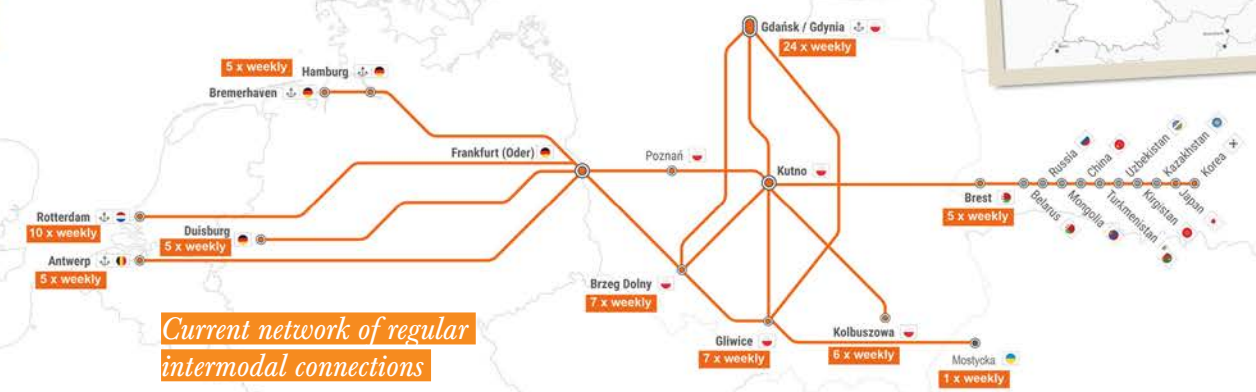 Gdańsk / Gdynia
24 x weekly
5 x weekly
Hamburg
Bremerhaven
Frankfurt (Oder)
Poznań
Kutno
Rotterdam
10 x weekly
Duisburg
5 x weekly
Antwerp
5 x weekly
Brest
5 x weekly
Belarus
Russia
Mongolia
China
Turkmenistan
Uzbekistan
Kirgistan
Kazakhstan
Japan
Korea
Brzeg Dolny
7 x weekly
Gliwice
7 x weekly
Kolbuszowa
6 x weekly
Mostycka
1 x weekly
Current network of regular
intermodal connections